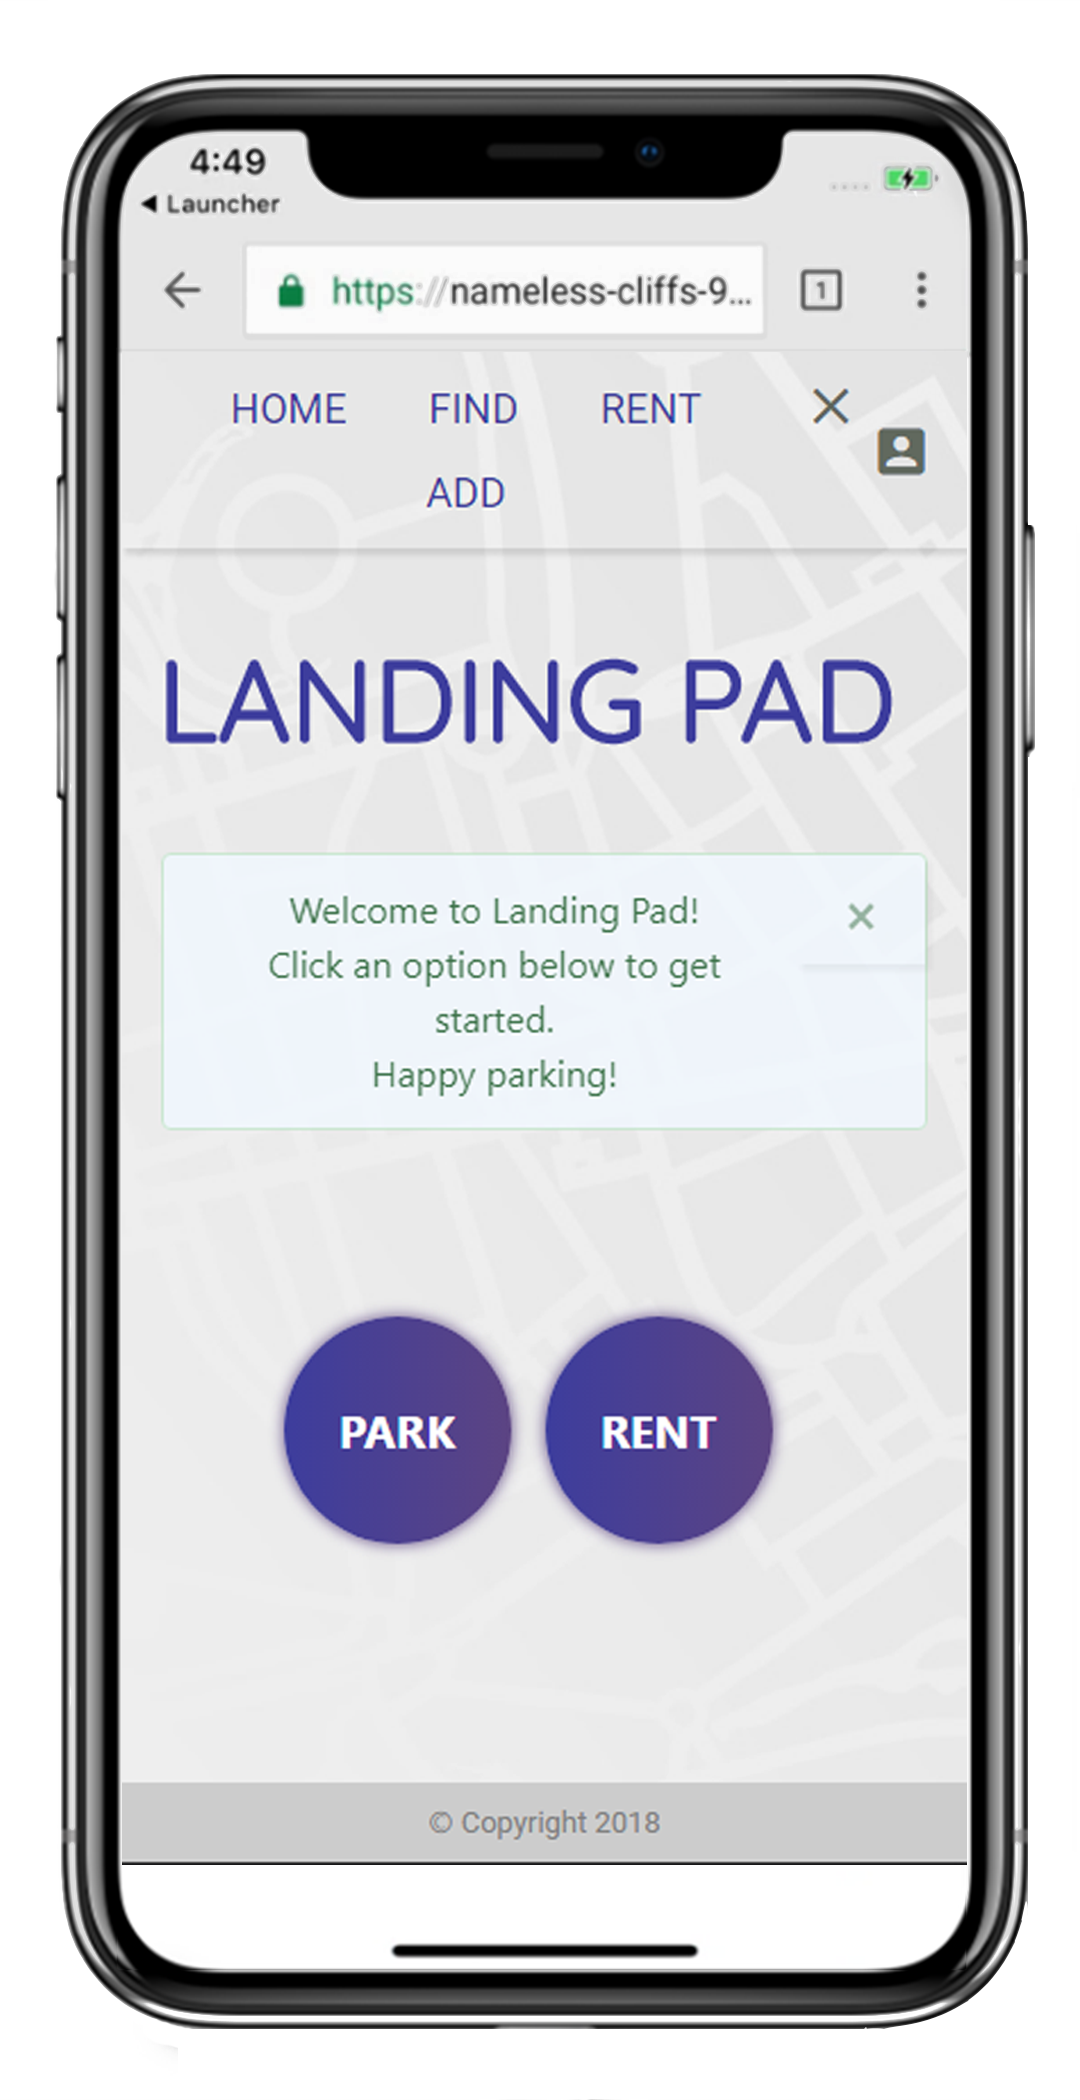 4:49
◀ Launcher
https://nameless-cliffs-9...
1
HOME FIND RENT
ADD
LANDING PAD
Welcome to Landing Pad!
Click an option below to get
started.
Happy parking!
PARK RENT
© Copyright 2018